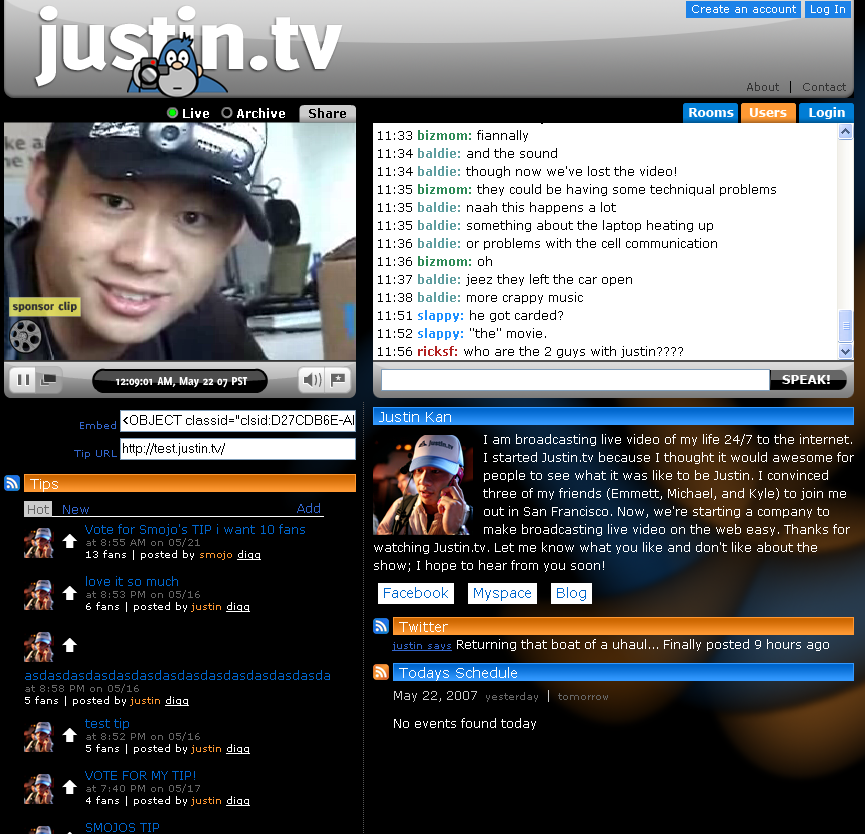 Create an account
Log In
justin.tv
About | Contact
Live
Archive
Share
Rooms
Users
Login
sponsor clip
12:09:01 AM, May 22 07 PST
11:33 bizmom: fiannally
11:34 baldie: and the sound
11:34 baldie: though now we've lost the video!
11:35 bizmom: they could be having some techniqual problems
11:35 baldie: naah this happens a lot
11:35 baldie: something about the laptop heating up
11:36 baldie: or problems with the cell communication
11:36 bizmom: oh
11:37 baldie: jeez they left the car open
11:38 baldie: more crappy music
11:51 slappy: he got carded?
11:52 slappy: "the" movie.
11:56 ricksf: who are the 2 guys with justin????
SPEAK!
Embed <OBJECT classid="clsid:D27CDB6E-A
Tip URL http://test.justin.tv/
Tips
Hot New Add
Vote for Smojo's TIP i want 10 fans
at 8:55 AM on 05/21
13 fans | posted by smojo digg
love it so much
at 8:53 PM on 05/16
6 fans | posted by justin digg
asdasdasdasdasdasdasdasdasdasdasdasdasda
at 8:58 PM on 05/16
5 fans | posted by justin digg
test tip
at 8:52 PM on 05/16
5 fans | posted by justin digg
VOTE FOR MY TIP!
at 7:40 PM on 05/17
4 fans | posted by justin digg
SMOJOS TIP
Justin Kan
I am broadcasting live video of my life 24/7 to the internet.
I started Justin.tv because I thought it would awesome for
people to see what it was like to be Justin. I convinced
three of my friends (Emmett, Michael, and Kyle) to join me
out in San Francisco. Now, we're starting a company to
make broadcasting live video on the web easy. Thanks for
watching Justin.tv. Let me know what you like and don't like about the
show; I hope to hear from you soon!
Facebook
Myspace
Blog
Twitter
justin says Returning that boat of a uhaul... Finally posted 9 hours ago
Todays Schedule
May 22, 2007 yesterday | tomorrow
No events found today